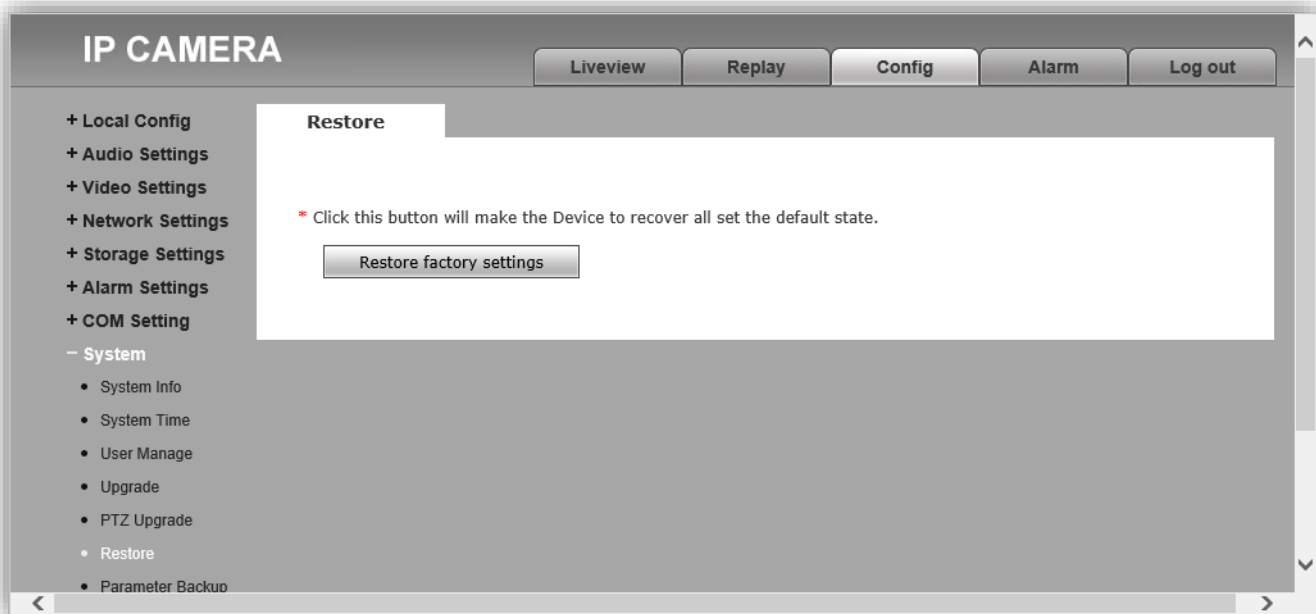 IP CAMERA
Liveview Replay Config Alarm Log out
+ Local Config
+ Audio Settings
+ Video Settings
+ Network Settings
+ Storage Settings
+ Alarm Settings
+ COM Setting
− System
• System Info
• System Time
• User Manage
• Upgrade
• PTZ Upgrade
• Restore
• Parameter Backup
Restore
* Click this button will make the Device to recover all set the default state.
Restore factory settings